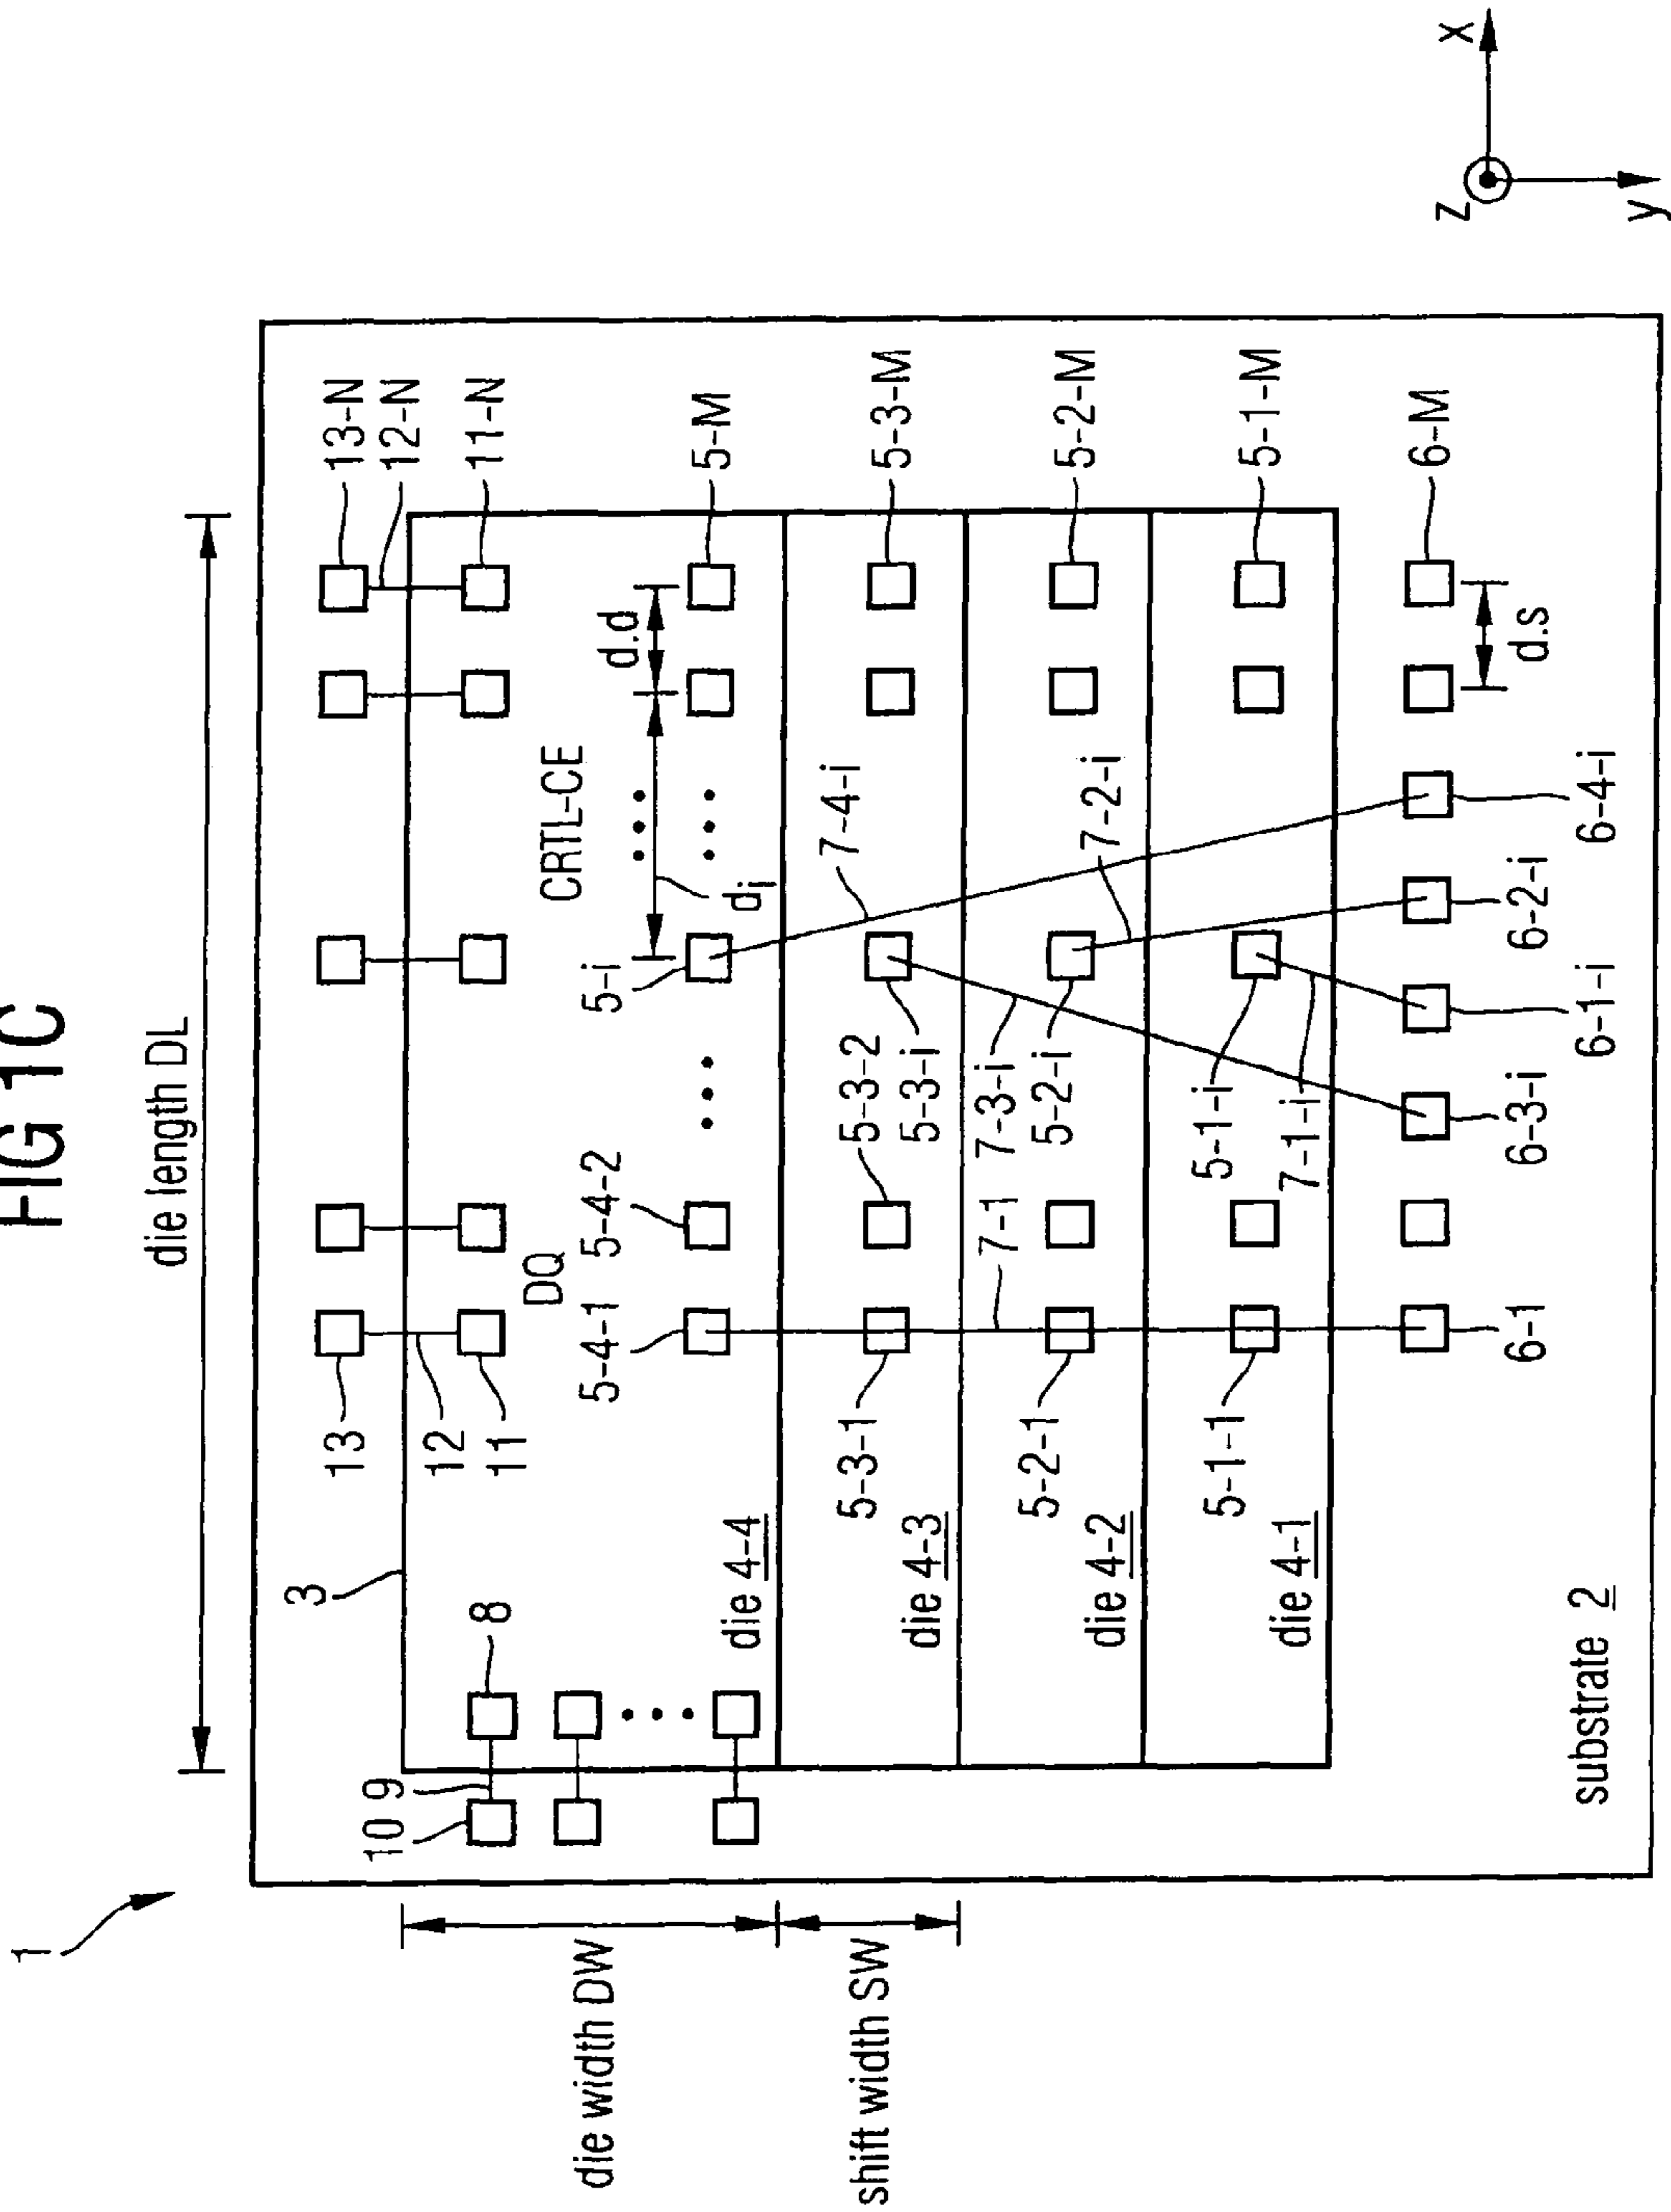 FIG 1C
1
die length DL
3
13
12
11
DQ
5-4-1
5-4-2
5-i
CRTL-CE
di
d.d
13-N
12-N
11-N
5-M
5-3-M
5-2-M
5-1-M
6-M
d.s
10
9
8
die 4-4
die 4-3
die 4-2
die 4-1
5-3-1
5-2-1
5-1-1
5-3-2
5-3-i
7-3-i
5-2-i
7-1
5-1-i
7-1-i
7-4-i
7-2-i
6-1
6-3-i
6-1-i
6-2-i
6-4-i
substrate 2
die width DW
shift width SW
x
z
y